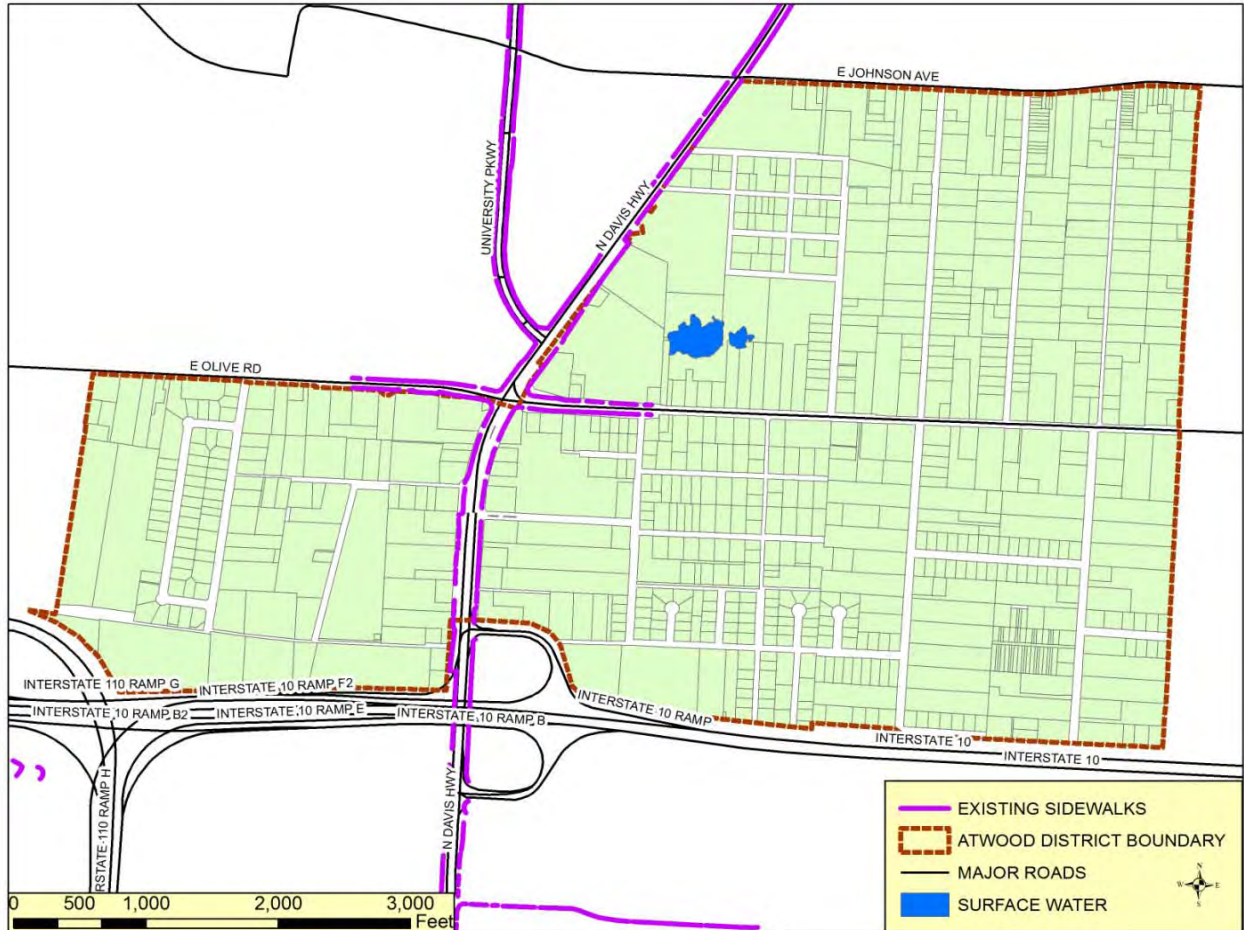 E JOHNSON AVE
UNIVERSITY PKWY
N DAVIS HWY
E OLIVE RD
INTERSTATE 110 RAMP G
INTERSTATE 10 RAMP F2
INTERSTATE 10 RAMP B2
INTERSTATE 10 RAMP E
INTERSTATE 10 RAMP B
INTERSTATE 10 RAMP
INTERSTATE 10
INTERSTATE 10
RSTATE 110 RAMP H
N DAVIS HWY
EXISTING SIDEWALKS
ATWOOD DISTRICT BOUNDARY
MAJOR ROADS
SURFACE WATER
N
W E
S
0 500 1,000 2,000 3,000
Feet